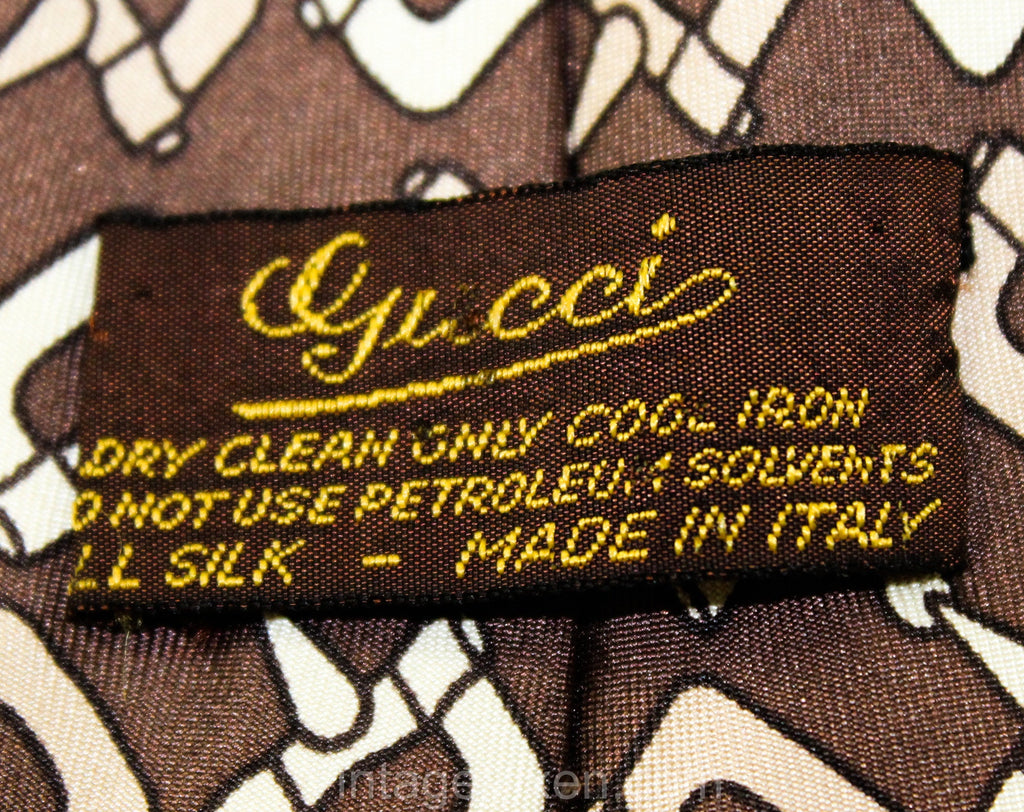 Gucci
DRY CLEAN ONLY COOL IRON
O NOT USE PETROLEUM SOLVENTS
LL SILK - MADE IN ITALY